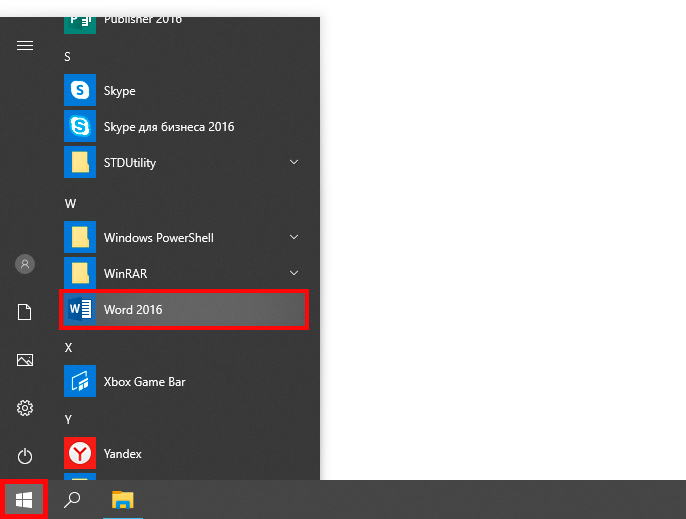 Publisher 2016
S
Skype
Skype для бизнеса 2016
STDUtility
W
Windows PowerShell
WinRAR
Word 2016
X
Xbox Game Bar
Y
Yandex